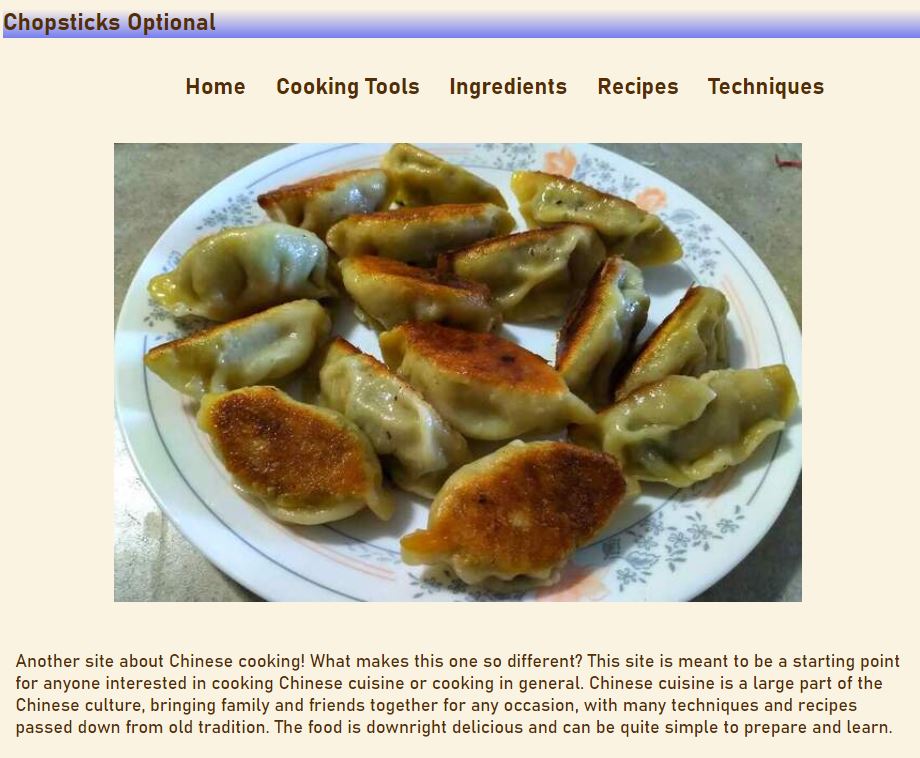 Chopsticks Optional
Home Cooking Tools Ingredients Recipes Techniques
Another site about Chinese cooking! What makes this one so different? This site is meant to be a starting point
for anyone interested in cooking Chinese cuisine or cooking in general. Chinese cuisine is a large part of the
Chinese culture, bringing family and friends together for any occasion, with many techniques and recipes
passed down from old tradition. The food is downright delicious and can be quite simple to prepare and learn.